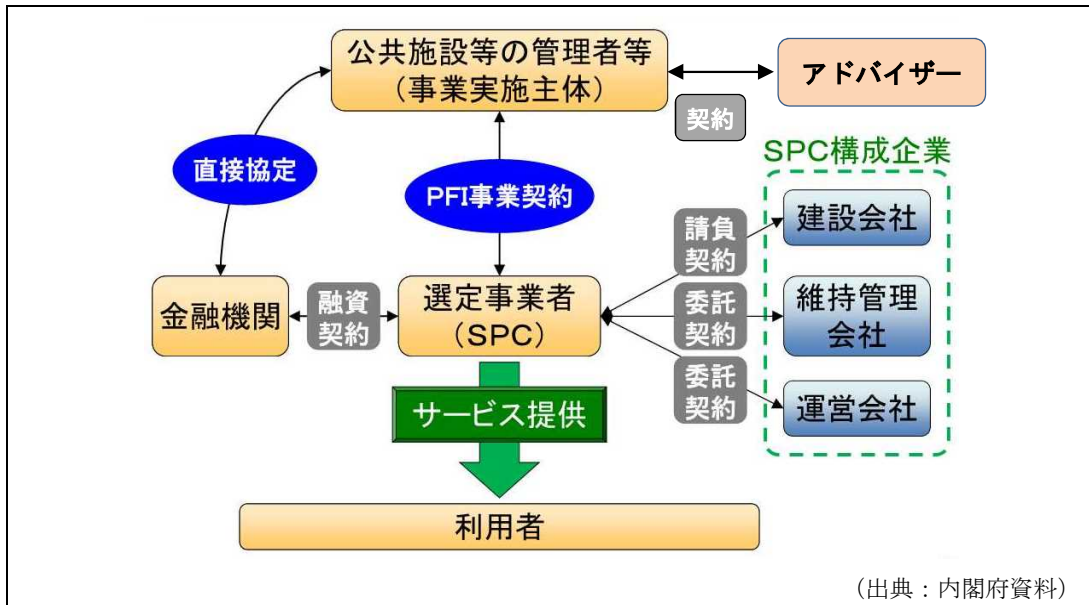 公共施設等の管理者等
(事業実施主体)
アドバイザー
契約
直接協定
PFI事業契約
SPC構成企業
請負
契約
建設会社
金融機関
融資
契約
選定事業者
(SPC)
委託
契約
維持管理
会社
委託
契約
運営会社
サービス提供
利用者
(出典:内閣府資料)